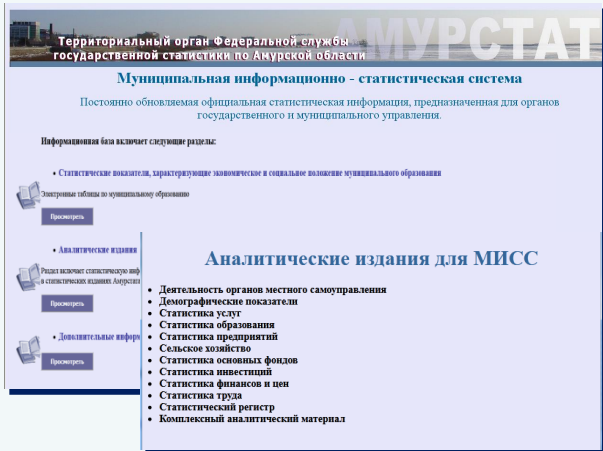 АМУРСТАТ
Территориальный орган Федеральной службы
государственной статистики по Амурской области
Муниципальная информационно - статистическая система
Постоянно обновляемая официальная статистическая информация, предназначенная для органов
государственного и муниципального управления.
Информационная база включает следующие разделы:
• Статистические показатели, характеризующие экономическое и социальное положение муниципального образования
Электронные таблицы по муниципальному образованию
Просмотреть
• Аналитические издания
Раздел включает статистическую инф
в статистических изданиях Амурстат
Просмотреть
• Дополнительные информ
Просмотреть
Аналитические издания для МИСС
• Деятельность органов местного самоуправления
• Демографические показатели
• Статистика услуг
• Статистика образования
• Статистика предприятий
• Сельское хозяйство
• Статистика основных фондов
• Статистика инвестиций
• Статистика финансов и цен
• Статистика труда
• Статистический регистр
• Комплексный аналитический материал